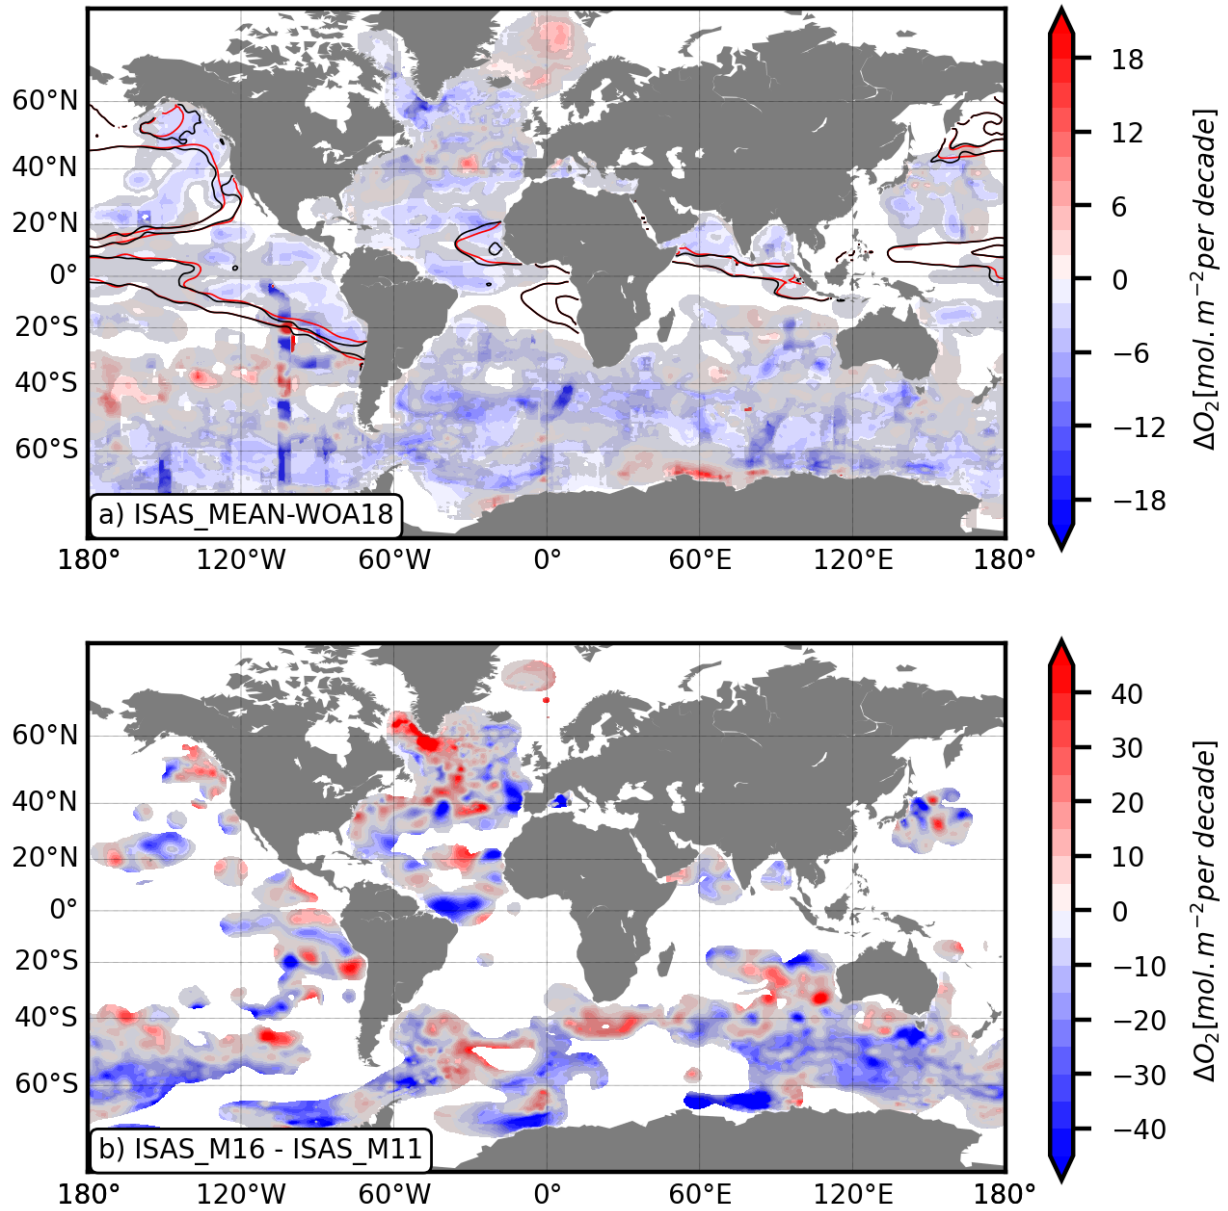 60°N
40°N
20°N
0°
20°S
40°S
60°S
a) ISAS_MEAN-WOA18
180° 120°W 60°W 0° 60°E 120°E 180°
18
12
6
0
−6
−12
−18
ΔO₂[mol.m⁻²per decade]
60°N
40°N
20°N
0°
20°S
40°S
60°S
b) ISAS_M16 - ISAS_M11
180° 120°W 60°W 0° 60°E 120°E 180°
40
30
20
10
0
−10
−20
−30
−40
ΔO₂[mol.m⁻²per decade]